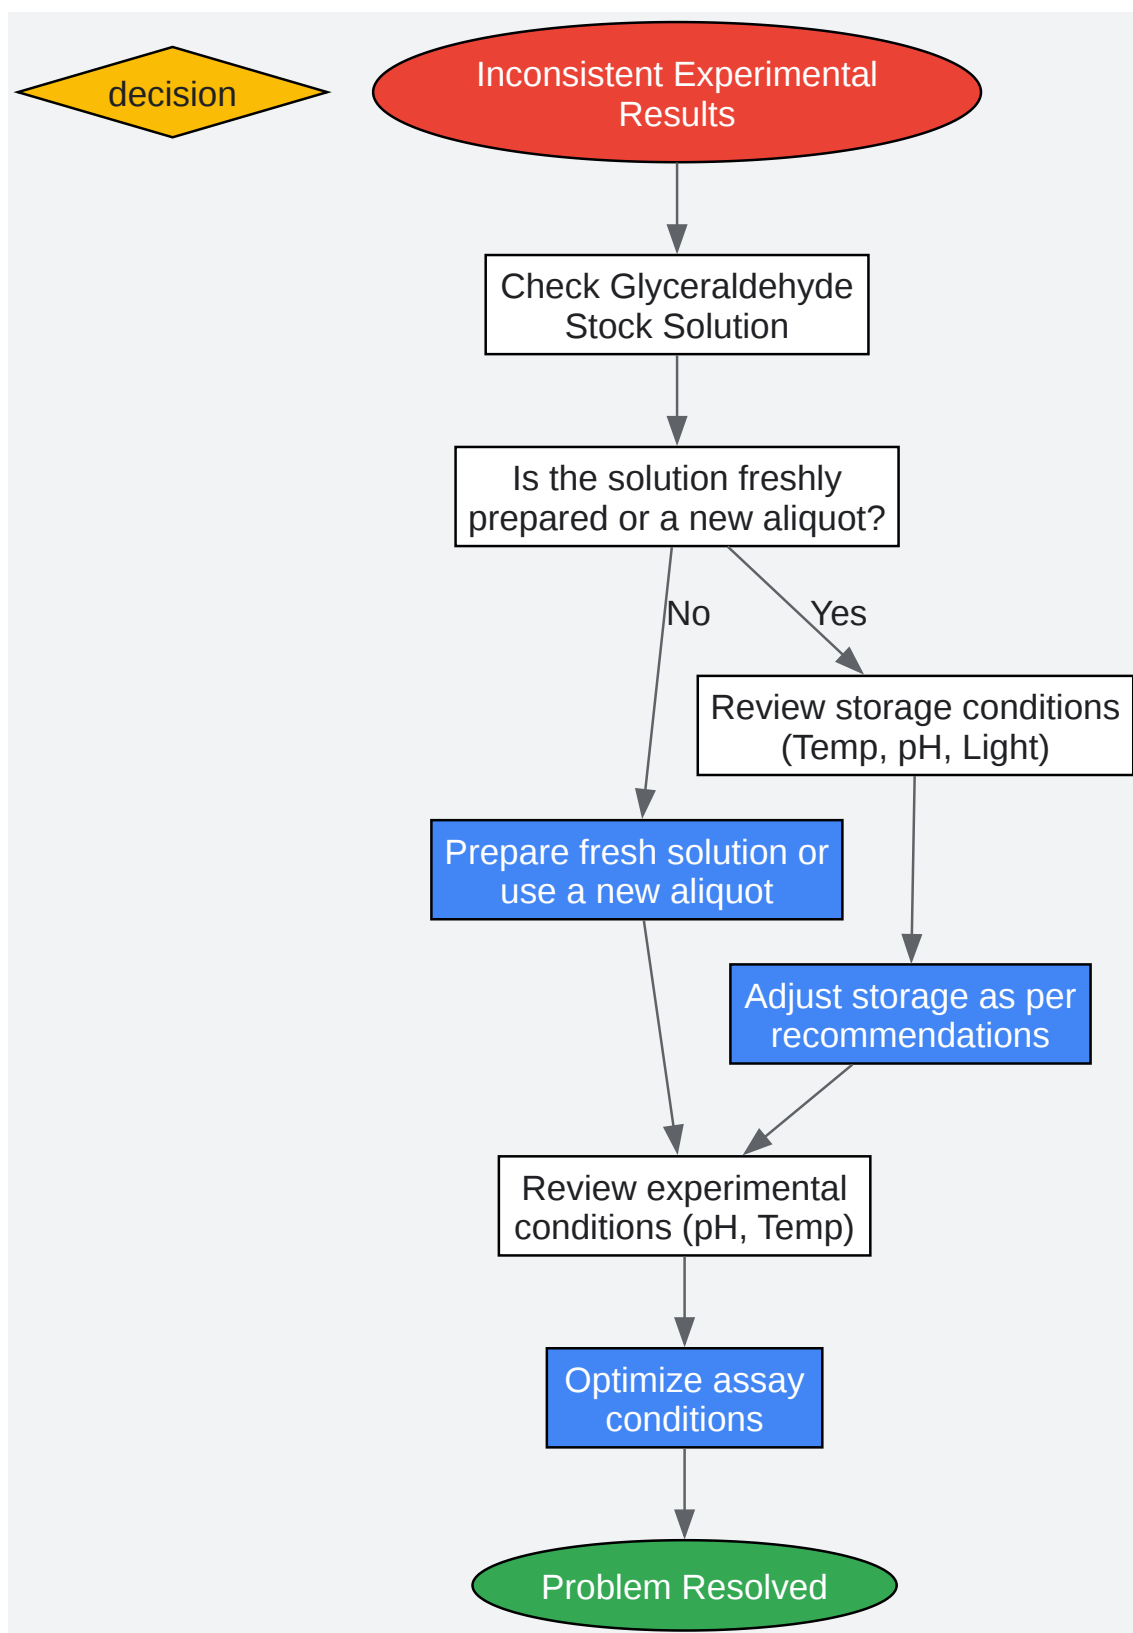 decision
Inconsistent Experimental
Results
Check Glyceraldehyde
Stock Solution
Is the solution freshly
prepared or a new aliquot?
No
Yes
Review storage conditions
(Temp, pH, Light)
Prepare fresh solution or
use a new aliquot
Adjust storage as per
recommendations
Review experimental
conditions (pH, Temp)
Optimize assay
conditions
Problem Resolved